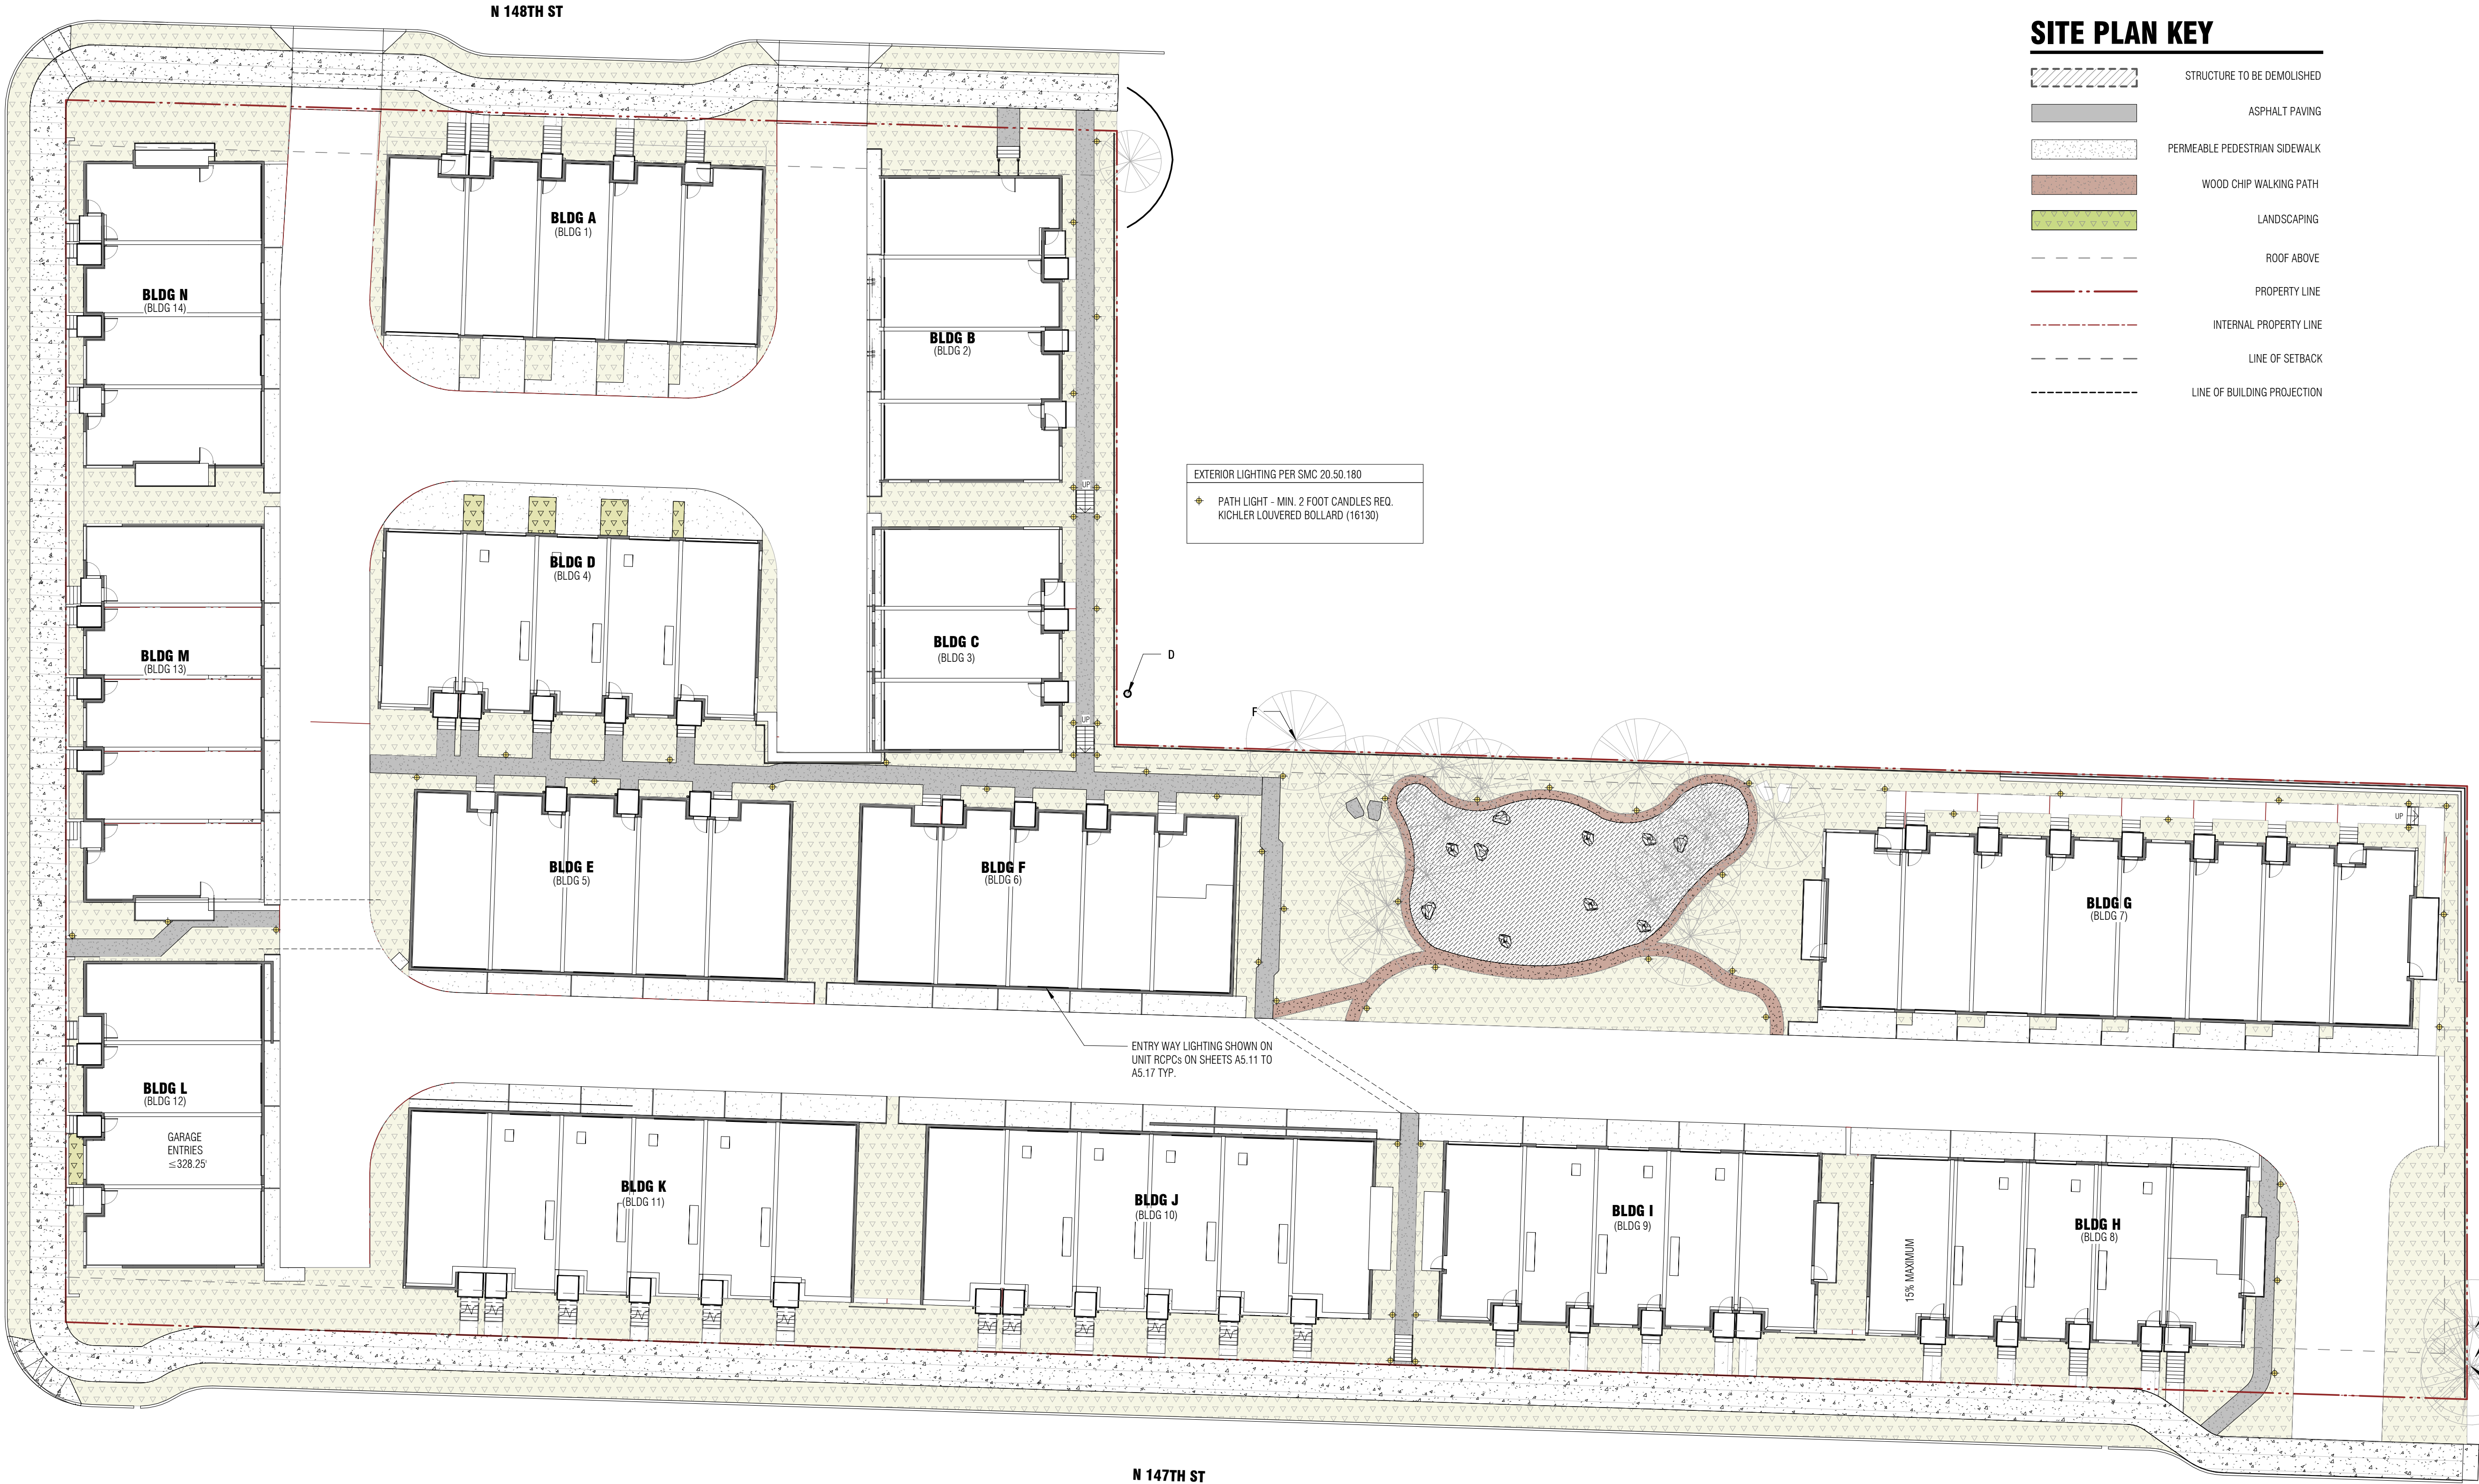 N 148TH ST
SITE PLAN KEY
STRUCTURE TO BE DEMOLISHED
ASPHALT PAVING
PERMEABLE PEDESTRIAN SIDEWALK
WOOD CHIP WALKING PATH
LANDSCAPING
ROOF ABOVE
PROPERTY LINE
INTERNAL PROPERTY LINE
LINE OF SETBACK
LINE OF BUILDING PROJECTION
BLDG A
(BLDG 1)
BLDG N
(BLDG 14)
BLDG B
(BLDG 2)
EXTERIOR LIGHTING PER SMC 20.50.180
PATH LIGHT - MIN. 2 FOOT CANDLES REQ.
KICHLER LOUVERED BOLLARD (16130)
UP
BLDG D
(BLDG 4)
BLDG C
(BLDG 3)
BLDG M
(BLDG 13)
D
F
UP
UP
BLDG E
(BLDG 5)
BLDG F
(BLDG 6)
BLDG G
(BLDG 7)
ENTRY WAY LIGHTING SHOWN ON
UNIT RCPCs ON SHEETS A5.11 TO
A5.17 TYP.
BLDG L
(BLDG 12)
GARAGE
ENTRIES
≤328.25'
BLDG K
(BLDG 11)
BLDG J
(BLDG 10)
BLDG I
(BLDG 9)
15% MAXIMUM
BLDG H
(BLDG 8)
N 147TH ST